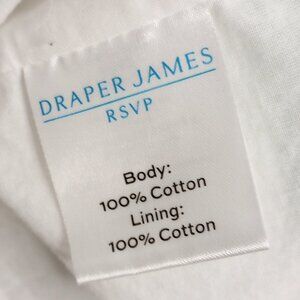 DRAPER JAMES
RSVP
Body:
100% Cotton
Lining:
100% Cotton